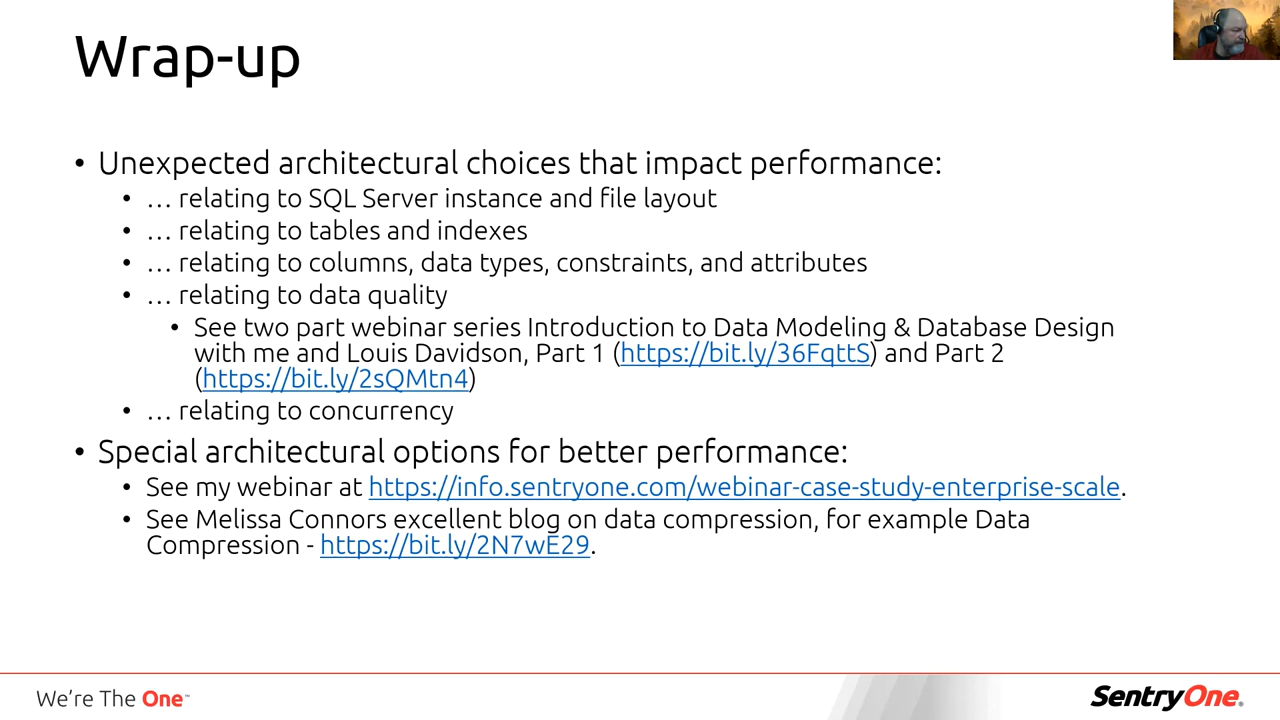 Wrap-up
• Unexpected architectural choices that impact performance:
• … relating to SQL Server instance and file layout
• … relating to tables and indexes
• … relating to columns, data types, constraints, and attributes
• … relating to data quality
• See two part webinar series Introduction to Data Modeling & Database Design
with me and Louis Davidson, Part 1 (https://bit.ly/36FqttS) and Part 2
(https://bit.ly/2sQMtn4)
• … relating to concurrency
• Special architectural options for better performance:
• See my webinar at https://info.sentryone.com/webinar-case-study-enterprise-scale.
• See Melissa Connors excellent blog on data compression, for example Data
Compression - https://bit.ly/2N7wE29.
We're The One™
SentryOne®